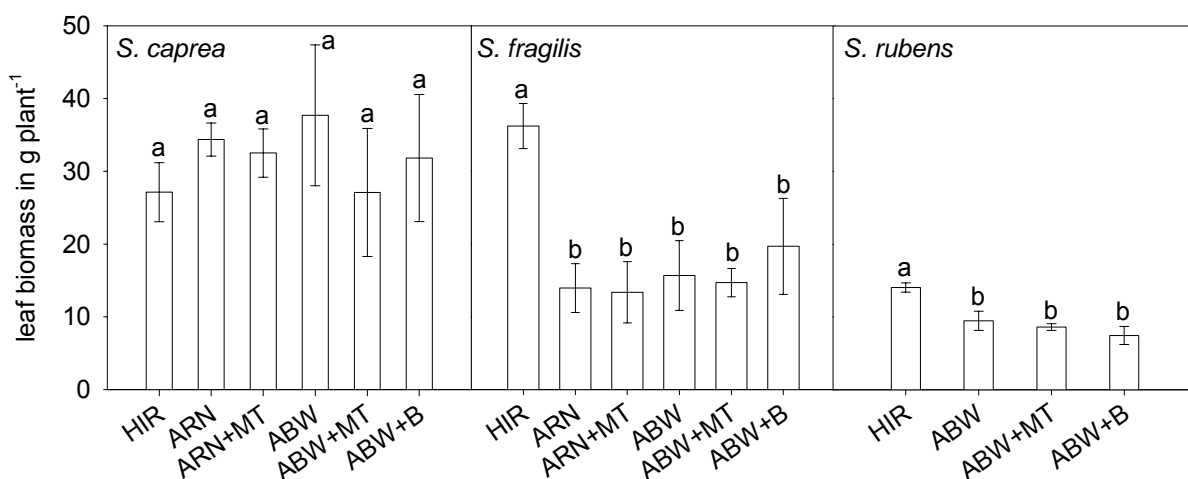 leaf biomass in g plant⁻¹
50
40
30
20
10
0
S. caprea
a
a
a
a
a
a
HIR
ARN
ARN+MT
ABW
ABW+MT
ABW+B
S. fragilis
a
b
b
b
b
b
HIR
ARN
ARN+MT
ABW
ABW+MT
ABW+B
S. rubens
a
b
b
b
HIR
ABW
ABW+MT
ABW+B